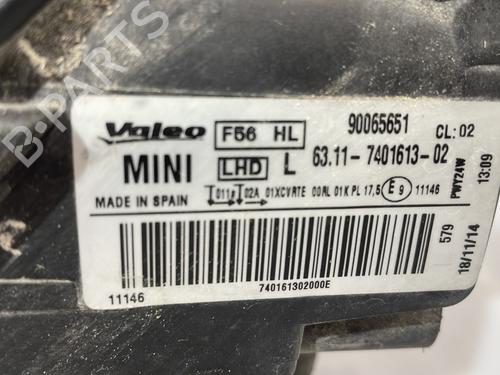 B-PARTS
Valeo F56 HL 90065651 CL:02
MINI LHD L 63.11-7401613-02
MADE IN SPAIN 02A 01XCVRTE 00RL 01K PL 17,5 E9 11146
PWY24W 13:09
579 18/11/14
740161302000E
11146